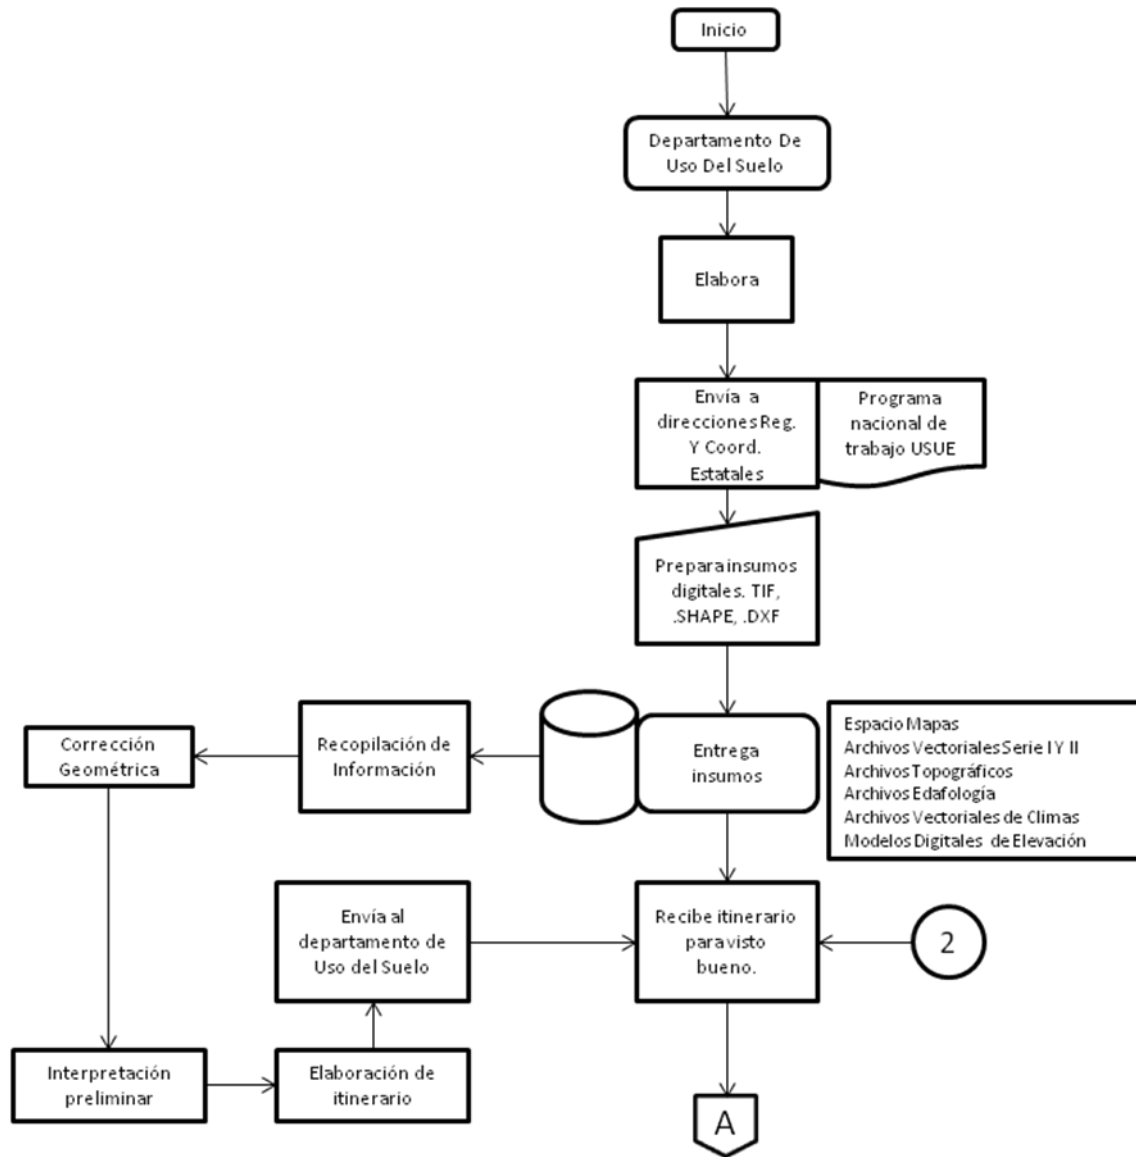 Inicio
Departamento De
Uso Del Suelo
Elabora
Envía a
direcciones Reg.
Y Coord.
Estatales
Programa
nacional de
trabajo USUE
Prepara insumos
digitales. TIF,
.SHAPE, .DXF
Corrección
Geométrica
Recopilación de
Información
Entrega
insumos
Espacio Mapas
Archivos Vectoriales Serie I Y II
Archivos Topográficos
Archivos Edafología
Archivos Vectoriales de Climas
Modelos Digitales de Elevación
Envía al
departamento de
Uso del Suelo
Recibe itinerario
para visto
bueno.
2
Interpretación
preliminar
Elaboración de
itinerario
A